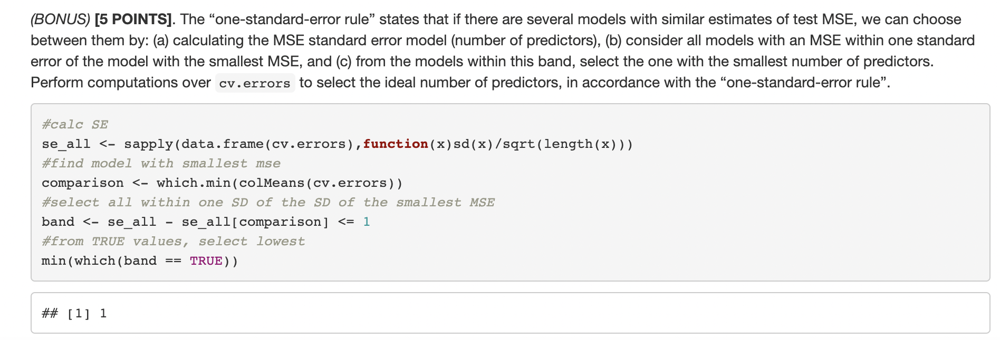 (BONUS) [5 POINTS]. The “one-standard-error rule” states that if there are several models with similar estimates of test MSE, we can choose
between them by: (a) calculating the MSE standard error model (number of predictors), (b) consider all models with an MSE within one standard
error of the model with the smallest MSE, and (c) from the models within this band, select the one with the smallest number of predictors.
Perform computations over cv.errors to select the ideal number of predictors, in accordance with the “one-standard-error rule”.
#calc SE
se_all <- sapply(data.frame(cv.errors),function(x)sd(x)/sqrt(length(x)))
#find model with smallest mse
comparison <- which.min(colMeans(cv.errors))
#select all within one SD of the SD of the smallest MSE
band <- se_all - se_all[comparison] <= 1
#from TRUE values, select lowest
min(which(band == TRUE))
## [1] 1